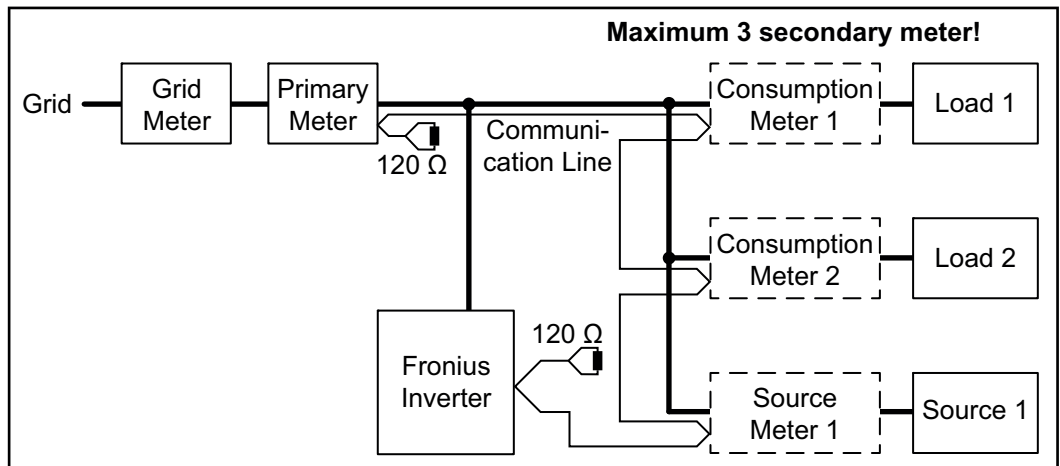 Maximum 3 secondary meter!
Grid
Grid
Meter
Primary
Meter
120 Ω
Communi-
cation Line
Consumption
Meter 1
Load 1
Consumption
Meter 2
Load 2
Fronius
Inverter
120 Ω
Source
Meter 1
Source 1